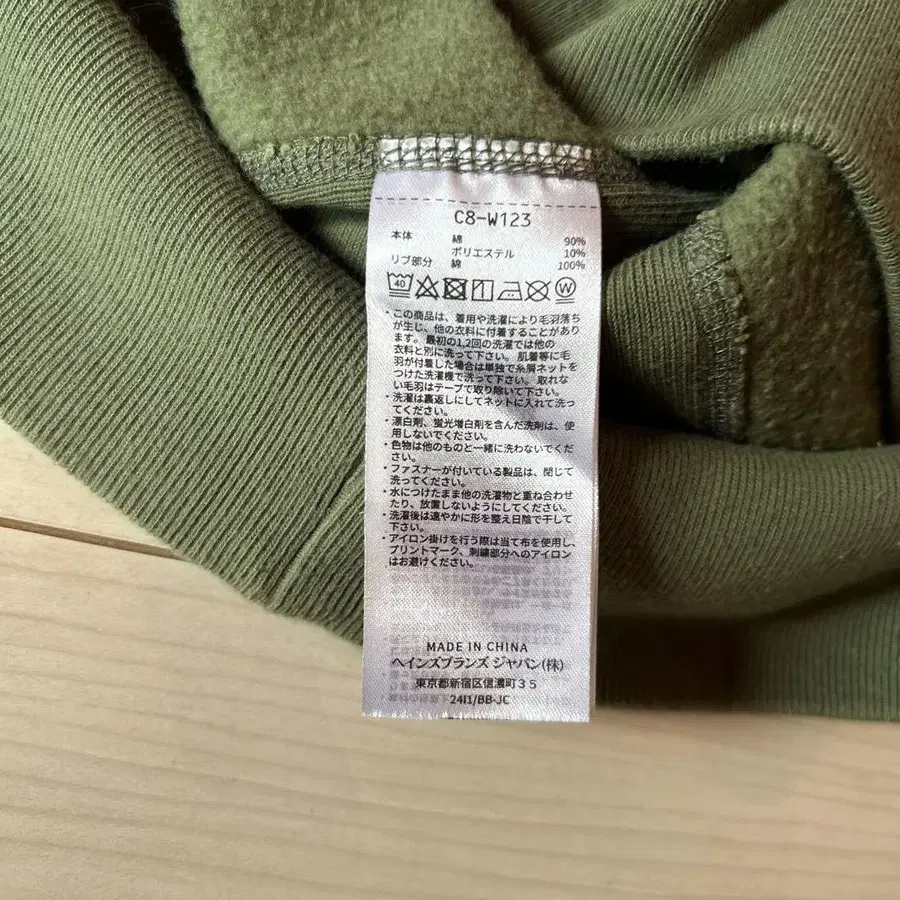 C8-W123
本体 綿 90%
ポリエステル 10%
リブ部分 綿 100%
40 W
・この商品は、着用や洗濯により毛羽落ち
が生じ、他の衣料に付着することがあり
ます。最初の1,2回の洗濯では他の
衣料と別に洗って下さい。肌着等に毛
羽が付着した場合は単独で糸屑ネットを
つけた洗濯機で洗って下さい。取れな
い毛羽はテープで取り除いて下さい。
・洗濯は裏返しにしてネットに入れて洗っ
てください。
・漂白剤、蛍光増白剤を含んだ洗剤は、使
用しないでください。
・色物は他のものと一緒に洗わないでくだ
さい。
・ファスナーが付いている製品は、閉じて
洗ってください。
・水につけたまま他の洗濯物と重ね合わせ
たり、放置しないようにしてください。
・洗濯後は速やかに形を整え日陰で干して
下さい。
・アイロン掛けを行う際は当て布を使用し、
プリントマーク、刺繍部分へのアイロン
はお避けください。
MADE IN CHINA
ヘインズブランズ ジャパン(株)
東京都新宿区信濃町35
24I1/BB-JC